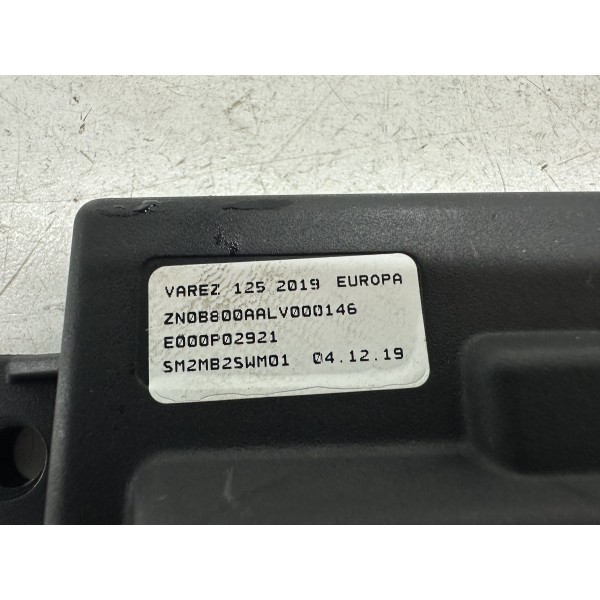 VAREZ 125 2019 EUROPA
ZN0B800AALV000146
E000P02921
SM2MB2SWM01 04.12.19